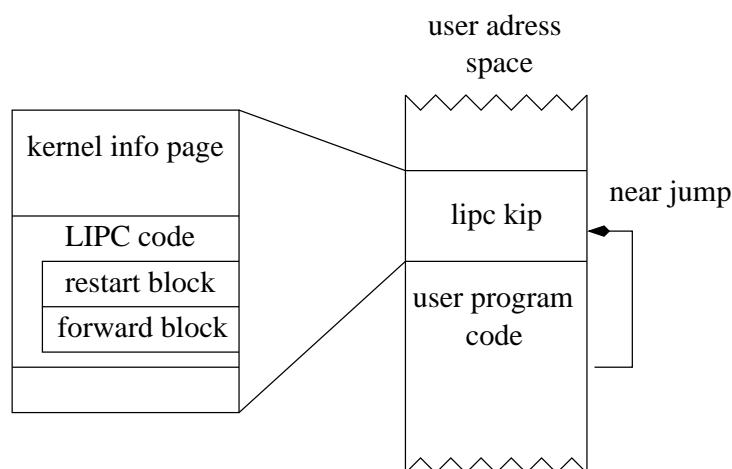 user adress
space
kernel info page
LIPC code
restart block
forward block
lipc kip
near jump
user program
code